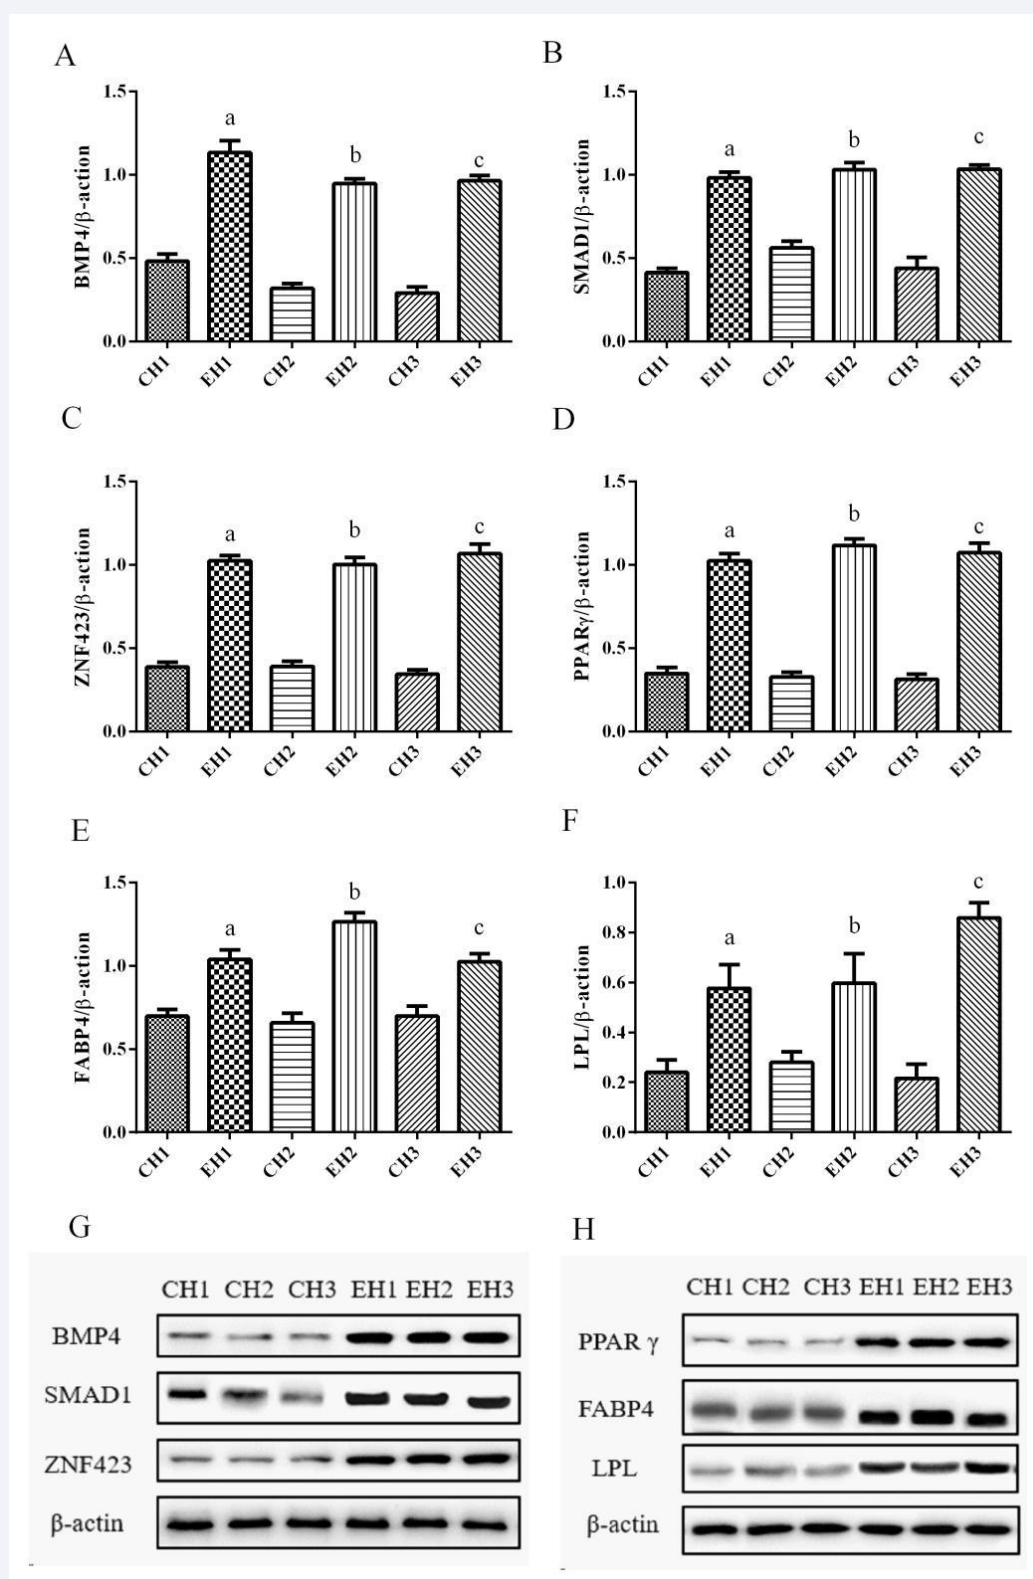 A
BMP4/β-action
1.5
1.0
0.5
0.0
a
b
c
CH1 EH1 CH2 EH2 CH3 EH3
B
SMAD1/β-action
1.5
1.0
0.5
0.0
a
b
c
CH1 EH1 CH2 EH2 CH3 EH3
C
ZNF423/β-action
1.5
1.0
0.5
0.0
a
b
c
CH1 EH1 CH2 EH2 CH3 EH3
D
PPARγ/β-action
1.5
1.0
0.5
0.0
a
b
c
CH1 EH1 CH2 EH2 CH3 EH3
E
FABP4/β-action
1.5
1.0
0.5
0.0
a
b
c
CH1 EH1 CH2 EH2 CH3 EH3
F
LPL/β-action
1.0
0.8
0.6
0.4
0.2
0.0
a
b
c
CH1 EH1 CH2 EH2 CH3 EH3
G
CH1 CH2 CH3 EH1 EH2 EH3
BMP4
SMAD1
ZNF423
β-actin
H
CH1 CH2 CH3 EH1 EH2 EH3
PPAR γ
FABP4
LPL
β-actin